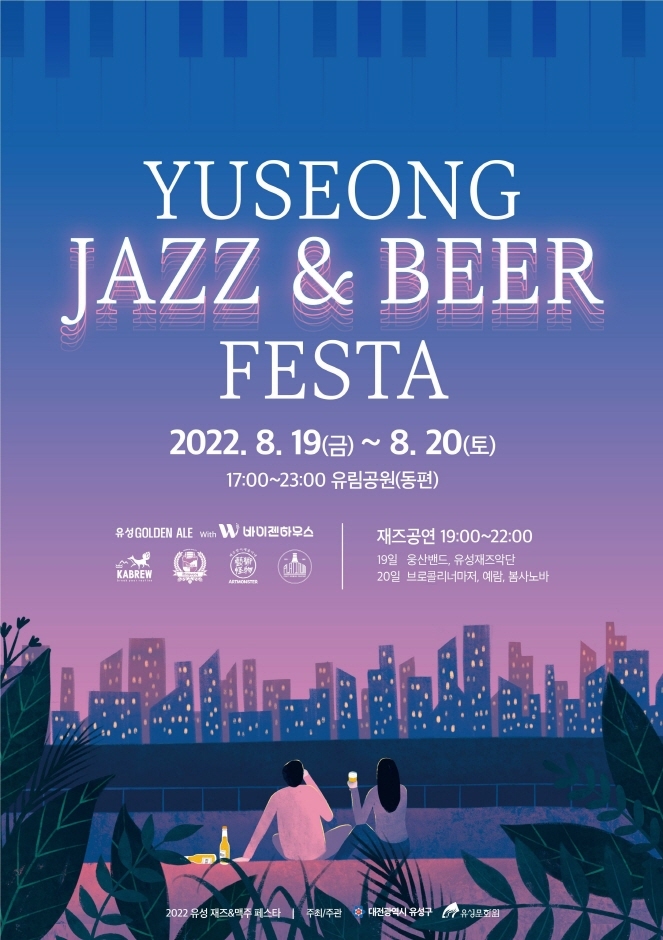 YUSEONG
JAZZ & BEER
FESTA
2022. 8. 19(금) ~ 8. 20(토)
17:00~23:00 유림공원(동편)
유성GOLDEN ALE With W 바이젠하우스
KABREW
ARTMONSTER
재즈공연 19:00~22:00
19일 웅산밴드, 유성재즈악단
20일 브로콜리너마저, 예람, 봄사노바
2022 유성 재즈&맥주 페스타 | 주최/주관 대전광역시 유성구 유성문화원